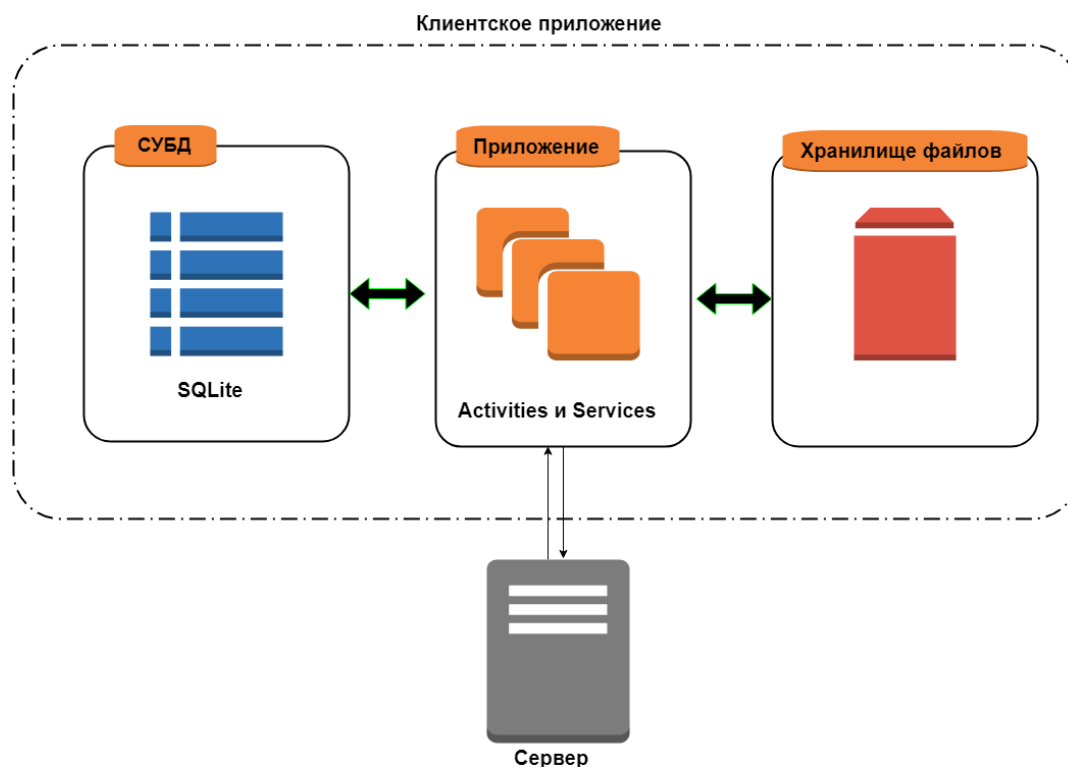 Клиентское приложение
СУБД
Приложение
Хранилище файлов
SQLite
Activities и Services
Сервер